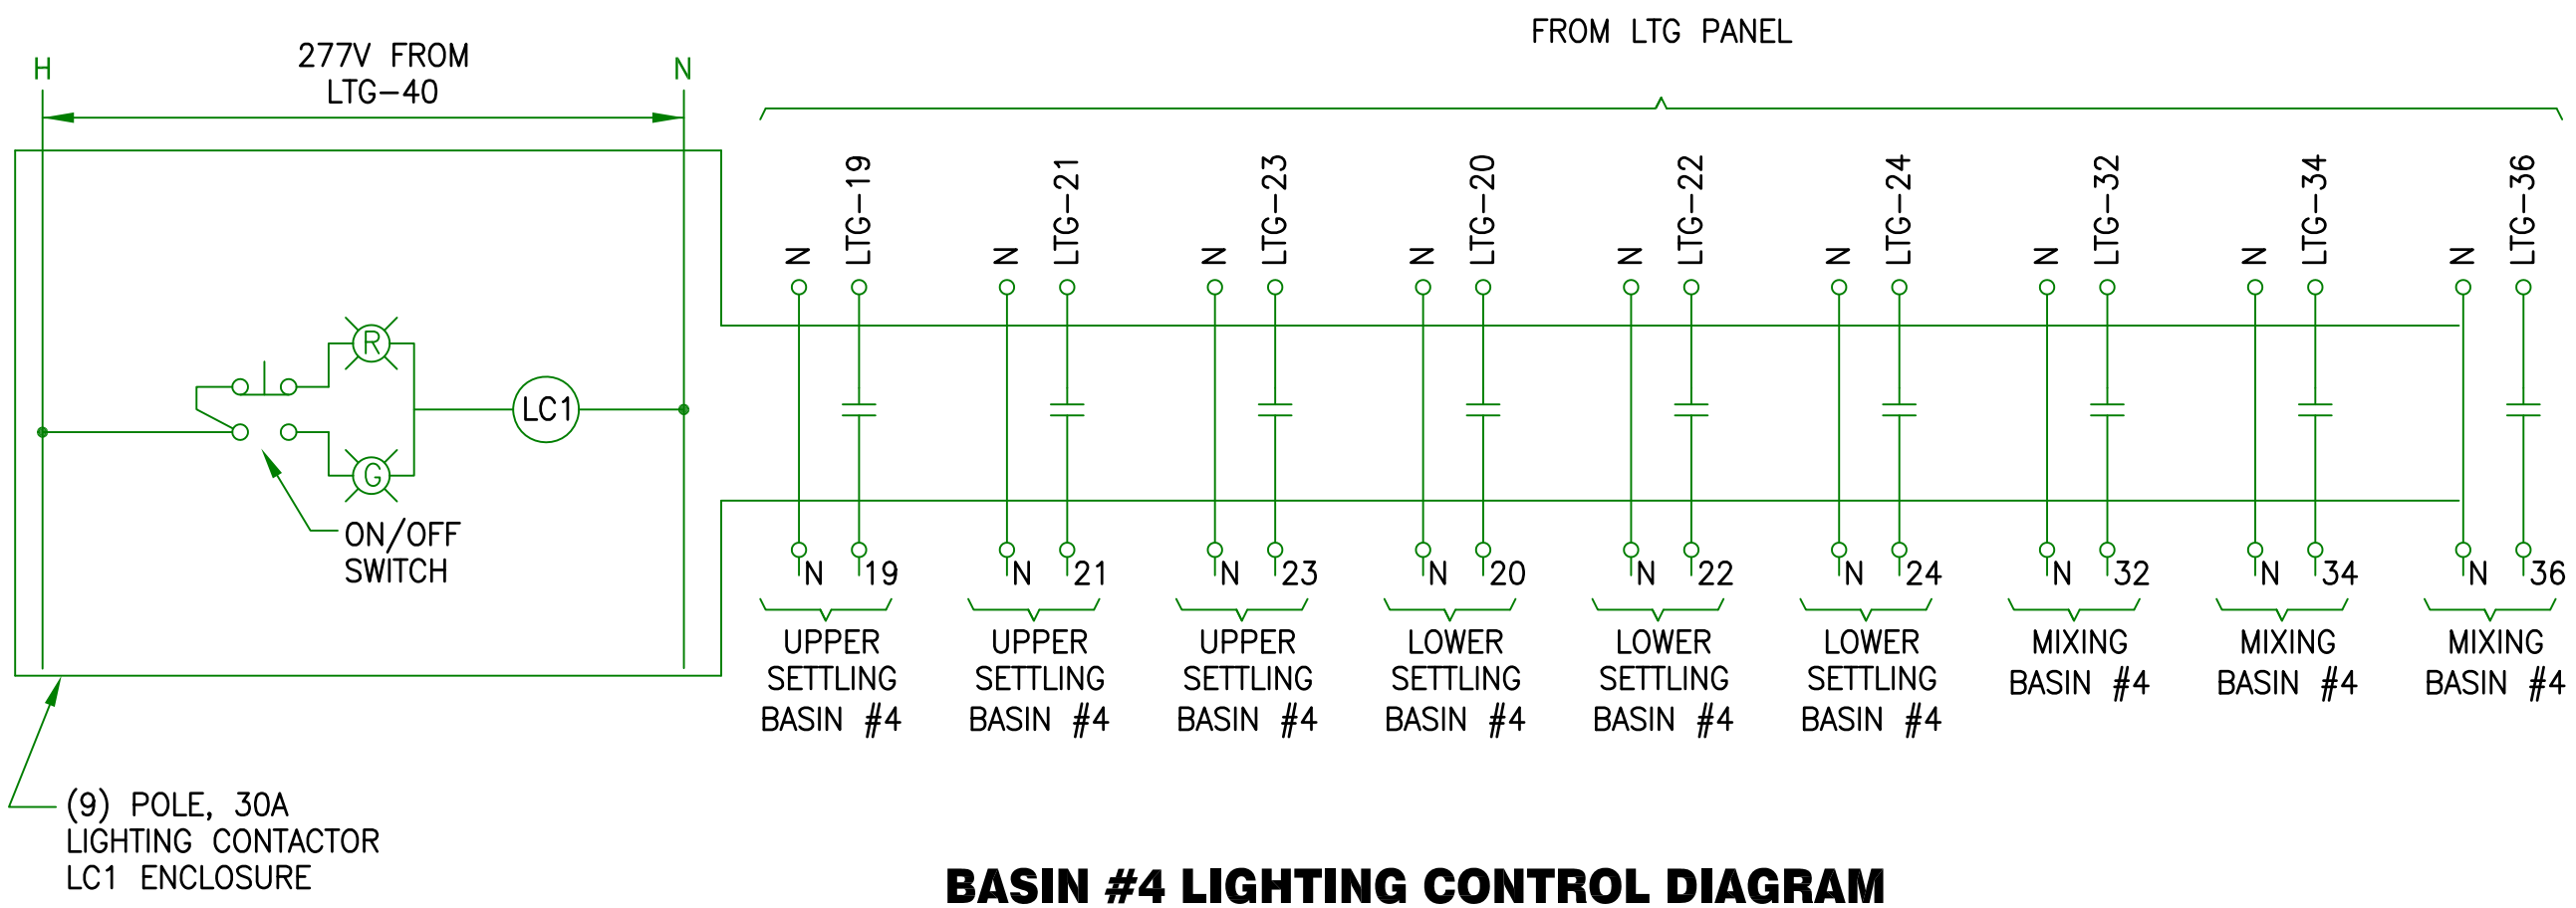 FROM LTG PANEL
277V FROM
LTG-40
H
N
N
LTG-19
N
LTG-21
N
LTG-23
N
LTG-20
N
LTG-22
N
LTG-24
N
LTG-32
N
LTG-34
N
LTG-36
R
LC1
G
ON/OFF
SWITCH
N 19
N 21
N 23
N 20
N 22
N 24
N 32
N 34
N 36
UPPER
SETTLING
BASIN #4
UPPER
SETTLING
BASIN #4
UPPER
SETTLING
BASIN #4
LOWER
SETTLING
BASIN #4
LOWER
SETTLING
BASIN #4
LOWER
SETTLING
BASIN #4
MIXING
BASIN #4
MIXING
BASIN #4
MIXING
BASIN #4
(9) POLE, 30A
LIGHTING CONTACTOR
LC1 ENCLOSURE
BASIN #4 LIGHTING CONTROL DIAGRAM